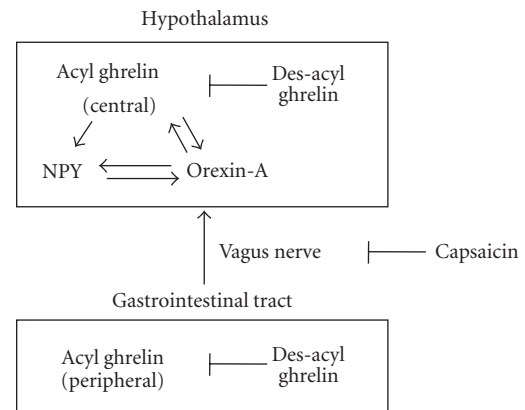 Hypothalamus
Acyl ghrelin
(central)
Des-acyl
ghrelin
NPY
Orexin-A
Vagus nerve
Capsaicin
Gastrointestinal tract
Acyl ghrelin
(peripheral)
Des-acyl
ghrelin